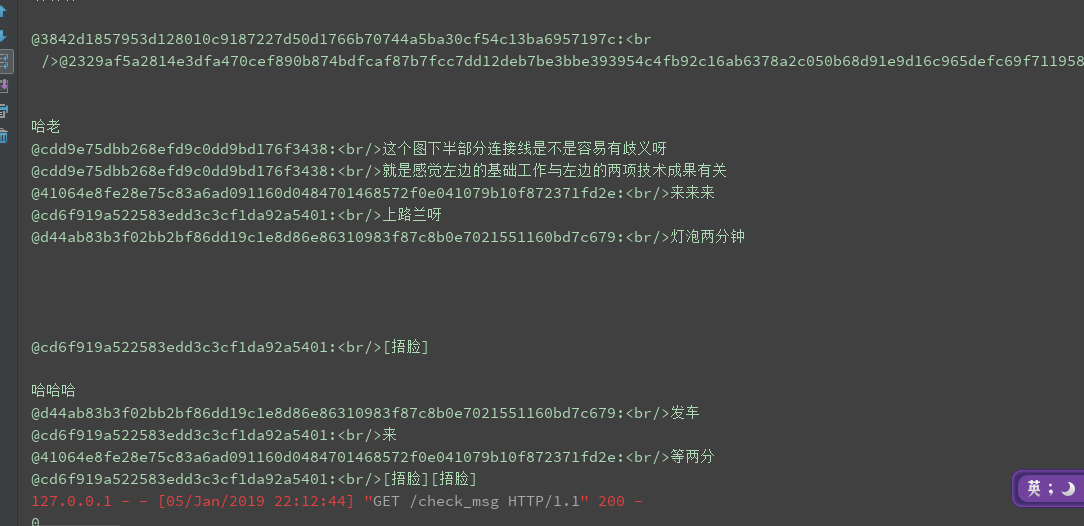 @3842d1857953d128010c9187227d50d1766b70744a5ba30cf54c13ba6957197c:<br
/>@2329af5a2814e3dfa470cef890b874bdfcaf87b7fcc7dd12deb7be3bbe393954c4fb92c16ab6378a2c050b68d91e9d16c965defc69f711958
哈老
@cdd9e75dbb268efd9c0dd9bd176f3438:<br/>这个图下半部分连接线是不是容易有歧义呀
@cdd9e75dbb268efd9c0dd9bd176f3438:<br/>就是感觉左边的基础工作与左边的两项技术成果有关
@41064e8fe28e75c83a6ad091160d0484701468572f0e041079b10f872371fd2e:<br/>来来来
@cd6f919a522583edd3c3cf1da92a5401:<br/>上路兰呀
@d44ab83b3f02bb2bf86dd19c1e8d86e86310983f87c8b0e7021551160bd7c679:<br/>灯泡两分钟
@cd6f919a522583edd3c3cf1da92a5401:<br/>[捂脸]
哈哈哈
@d44ab83b3f02bb2bf86dd19c1e8d86e86310983f87c8b0e7021551160bd7c679:<br/>发车
@cd6f919a522583edd3c3cf1da92a5401:<br/>来
@41064e8fe28e75c83a6ad091160d0484701468572f0e041079b10f872371fd2e:<br/>等两分
@cd6f919a522583edd3c3cf1da92a5401:<br/>[捂脸][捂脸]
127.0.0.1 - - [05/Jan/2019 22:12:44] "GET /check_msg HTTP/1.1" 200 -
英;